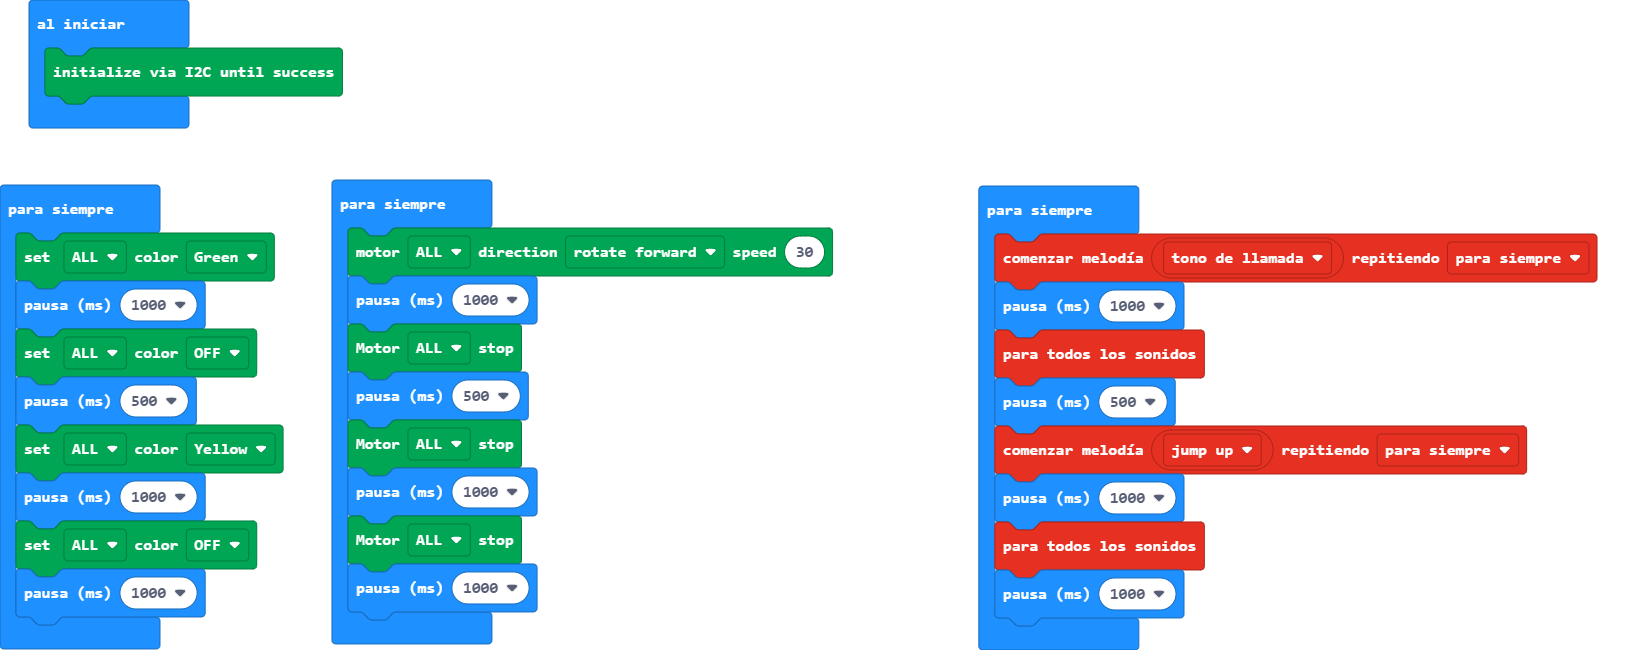 al iniciar
initialize via I2C until success
para siempre
set ALL color Green
pausa (ms) 1000
set ALL color OFF
pausa (ms) 500
set ALL color Yellow
pausa (ms) 1000
set ALL color OFF
pausa (ms) 1000
para siempre
motor ALL direction rotate forward speed 30
pausa (ms) 1000
Motor ALL stop
pausa (ms) 500
Motor ALL stop
pausa (ms) 1000
Motor ALL stop
pausa (ms) 1000
para siempre
comenzar melodía tono de llamada repitiendo para siempre
pausa (ms) 1000
para todos los sonidos
pausa (ms) 500
comenzar melodía jump up repitiendo para siempre
pausa (ms) 1000
para todos los sonidos
pausa (ms) 1000